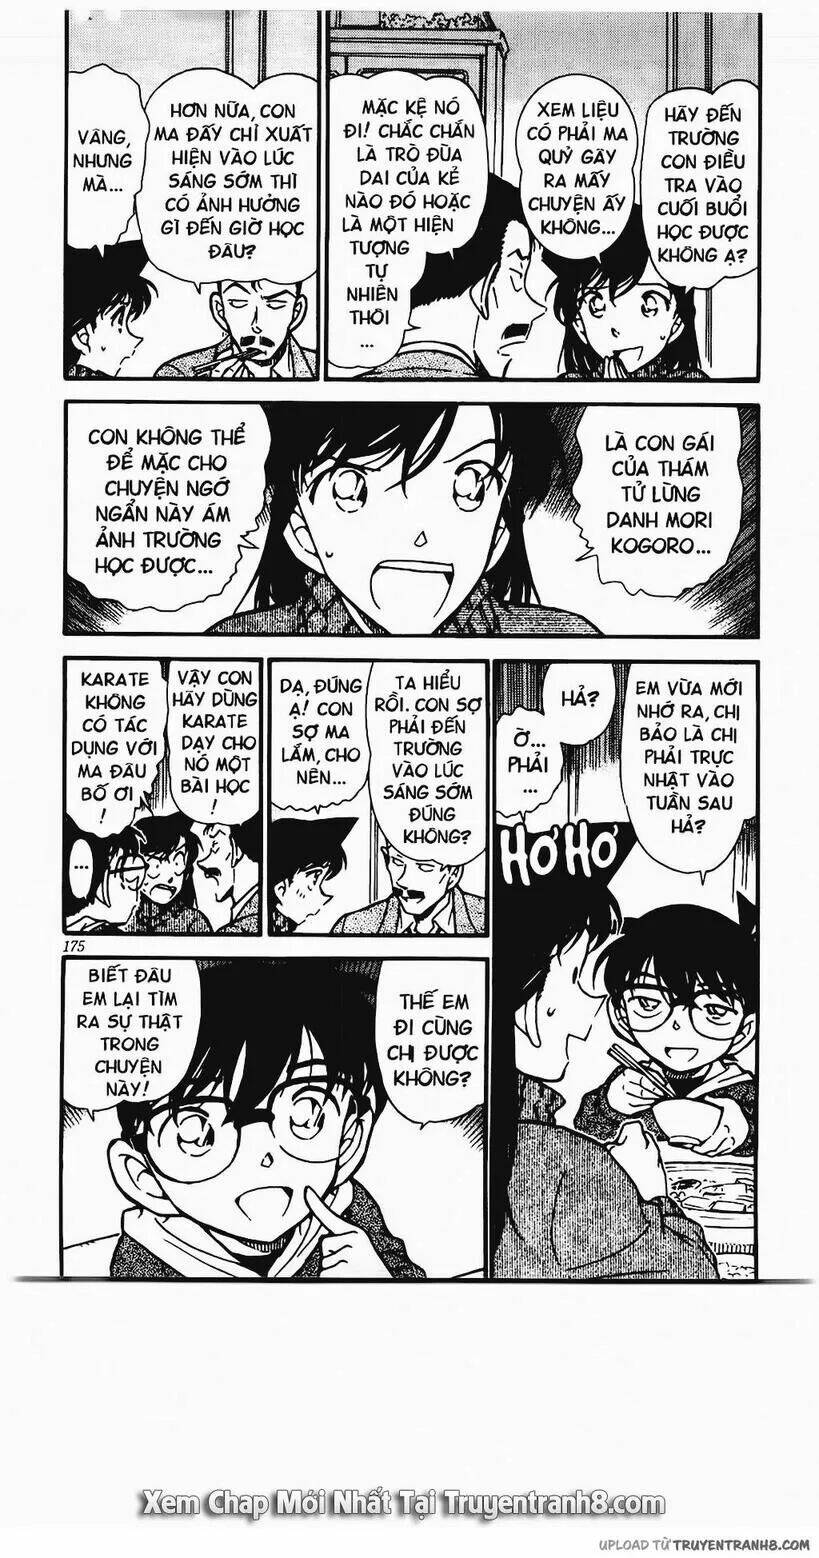 HÃY ĐẾN
TRƯỜNG
CON ĐIỀU
TRA VÀO
CUỐI BUỔI
HỌC ĐƯỢC
KHÔNG Ạ?
XEM LIỆU
CÓ PHẢI MA
QUỶ GÂY
RA MẤY
CHUYỆN ẤY
KHÔNG...
MẶC KỆ NÓ
ĐI! CHẮC CHẮN
LÀ TRÒ ĐÙA
DAI CỦA KẺ
NÀO ĐÓ HOẶC
LÀ MỘT HIỆN
TƯỢNG
TỰ
NHIÊN
THÔI
...
HƠN NỮA, CON
MA ĐẤY CHỈ XUẤT
HIỆN VÀO LÚC
SÁNG SỚM THÌ
CÓ ẢNH HƯỞNG
GÌ ĐẾN GIỜ HỌC
ĐÂU?
VÂNG,
NHƯNG
MÀ...
LÀ CON GÁI
CỦA THÁM
TỬ LỪNG
DANH MORI
KOGORO...
CON KHÔNG THỂ
ĐỂ MẶC CHO
CHUYỆN NGỚ
NGẨN NÀY ÁM
ẢNH TRƯỜNG
HỌC ĐƯỢC...
TA HIỂU
RỒI. CON SỢ
PHẢI ĐẾN
TRƯỜNG
VÀO LÚC
SÁNG SỚM
ĐÚNG
KHÔNG?
DẠ, ĐÚNG
Ạ! CON
SỢ MA
LẮM, CHO
NÊN...
VẬY CON
HÃY DÙNG
KARATE
DẠY CHO
NÓ MỘT
BÀI HỌC
!
KARATE
KHÔNG
CÓ TÁC
DỤNG VỚI
MA ĐÂU
BỐ ƠI
!
...
EM VỪA MỚI
NHỚ RA, CHỊ
BẢO LÀ CHỊ
PHẢI TRỰC
NHẬT VÀO
TUẦN SAU
HẢ?
HẢ?
Ờ...
PHẢI
...
HƠ HƠ
175
THẾ EM
ĐI CÙNG
CHỊ ĐƯỢC
KHÔNG?
BIẾT ĐÂU
EM LẠI TÌM
RA SỰ THẬT
TRONG
CHUYỆN
NÀY!
Xem Chap Mới Nhất Tại Truyentranh8.com
UPLOAD TỪ TRUYENTRANH8.COM